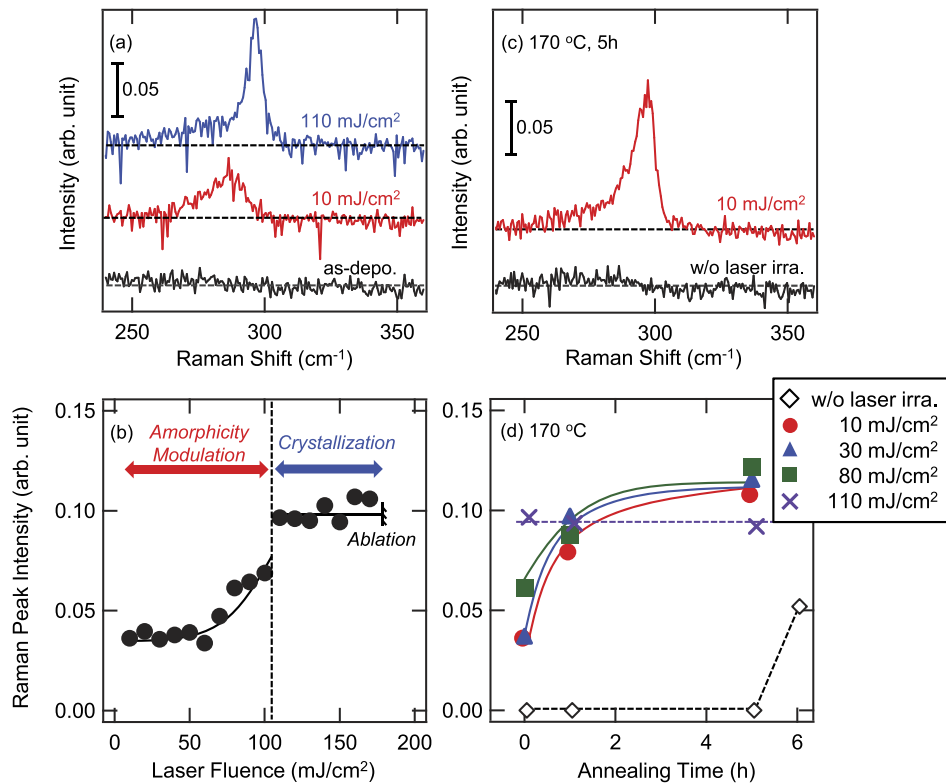 (a)
0.05
110 mJ/cm²
10 mJ/cm²
as-depo.
Intensity (arb. unit)
250
300
350
Raman Shift (cm⁻¹)
(c) 170 °C, 5h
0.05
10 mJ/cm²
w/o laser irra.
Intensity (arb. unit)
250
300
350
Raman Shift (cm⁻¹)
(b)
Amorphicity
Modulation
Crystallization
Ablation
Raman Peak Intensity (arb. unit)
0.15
0.10
0.05
0.00
0
50
100
150
200
Laser Fluence (mJ/cm²)
(d) 170 °C
w/o laser irra.
10 mJ/cm²
30 mJ/cm²
80 mJ/cm²
110 mJ/cm²
0.15
0.10
0.05
0.00
0
2
4
6
Annealing Time (h)